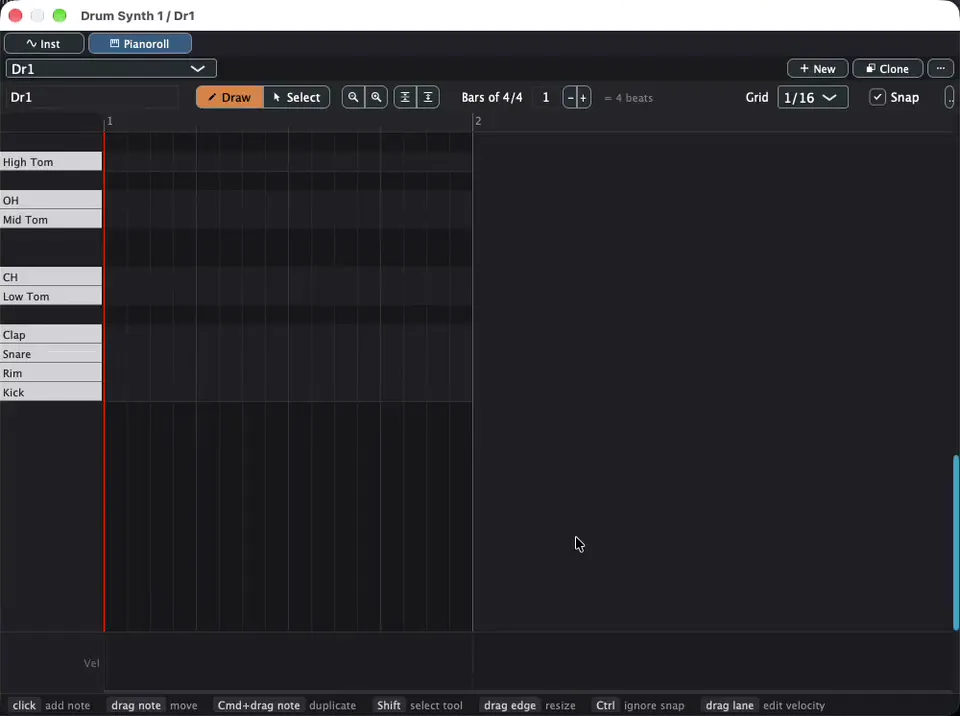 Drum Synth 1 / Dr1
Inst Pianoroll
Dr1 + New Clone ...
Dr1 Draw Select Bars of 4/4 1 - + = 4 beats Grid 1/16 Snap
1 2
High Tom
OH
Mid Tom
CH
Low Tom
Clap
Snare
Rim
Kick
Vel
click add note drag note move Cmd+drag note duplicate Shift select tool drag edge resize Ctrl ignore snap drag lane edit velocity